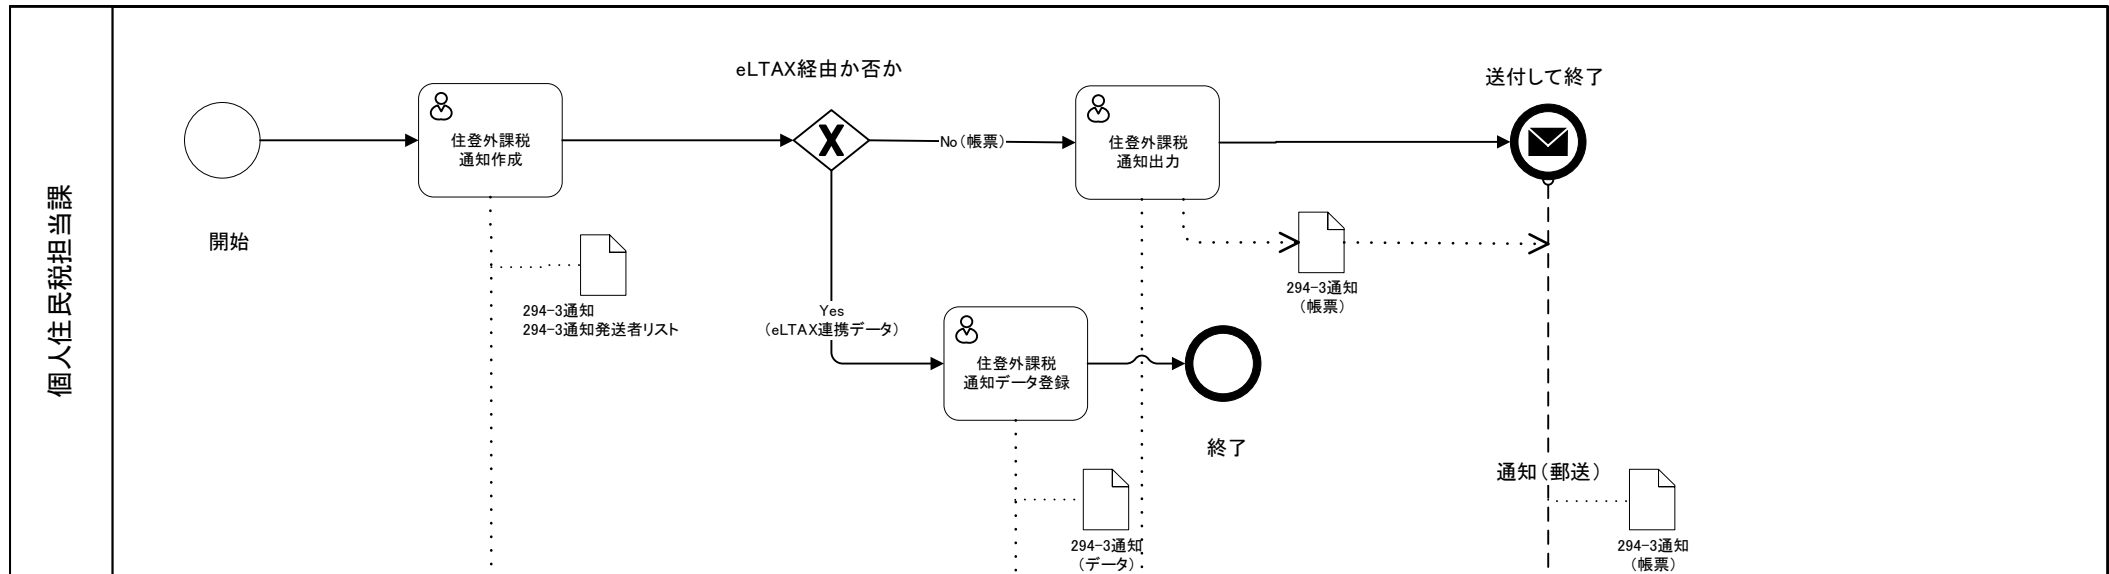 個人住民税担当課
開始
住登外課税
通知作成
294-3通知
294-3通知発送者リスト
eLTAX経由か否か
No（帳票）
Yes
（eLTAX連携データ）
住登外課税
通知出力
294-3通知
（帳票）
送付して終了
住登外課税
通知データ登録
終了
294-3通知
（データ）
通知（郵送）
294-3通知
（帳票）